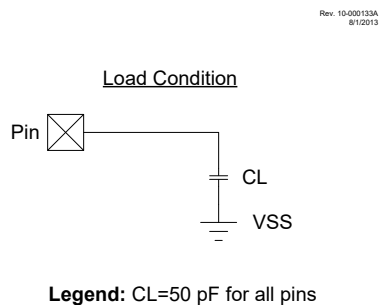 Rev. 10-000133A
8/1/2013
Load Condition
Pin
CL
VSS
Legend: CL=50 pF for all pins